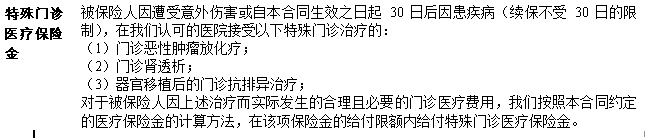 特殊门诊
医疗保险
金
被保险人因遭受意外伤害或自本合同生效之日起 30 日后因患疾病（续保不受 30 日的限
制），在我们认可的医院接受以下特殊门诊治疗的：
（1）门诊恶性肿瘤放化疗；
（2）门诊肾透析；
（3）器官移植后的门诊抗排异治疗；
对于被保险人因上述治疗而实际发生的合理且必要的门诊医疗费用，我们按照本合同约定
的医疗保险金的计算方法，在该项保险金的给付限额内给付特殊门诊医疗保险金。